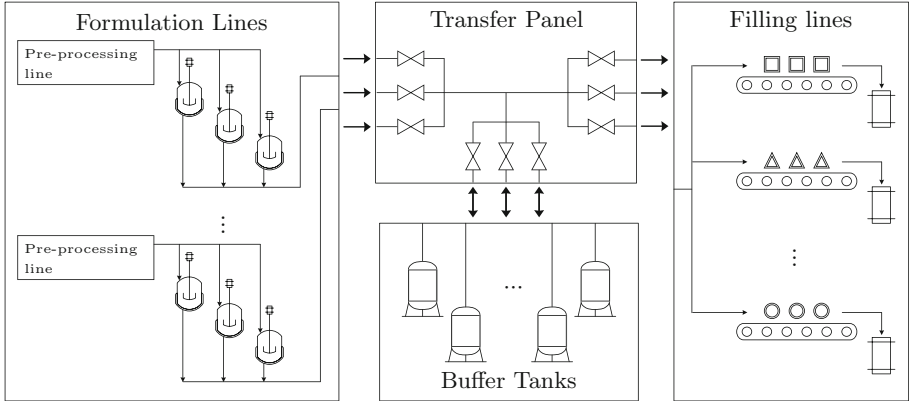 Formulation Lines
Pre-processing
line
Pre-processing
line
Transfer Panel
Buffer Tanks
Filling lines